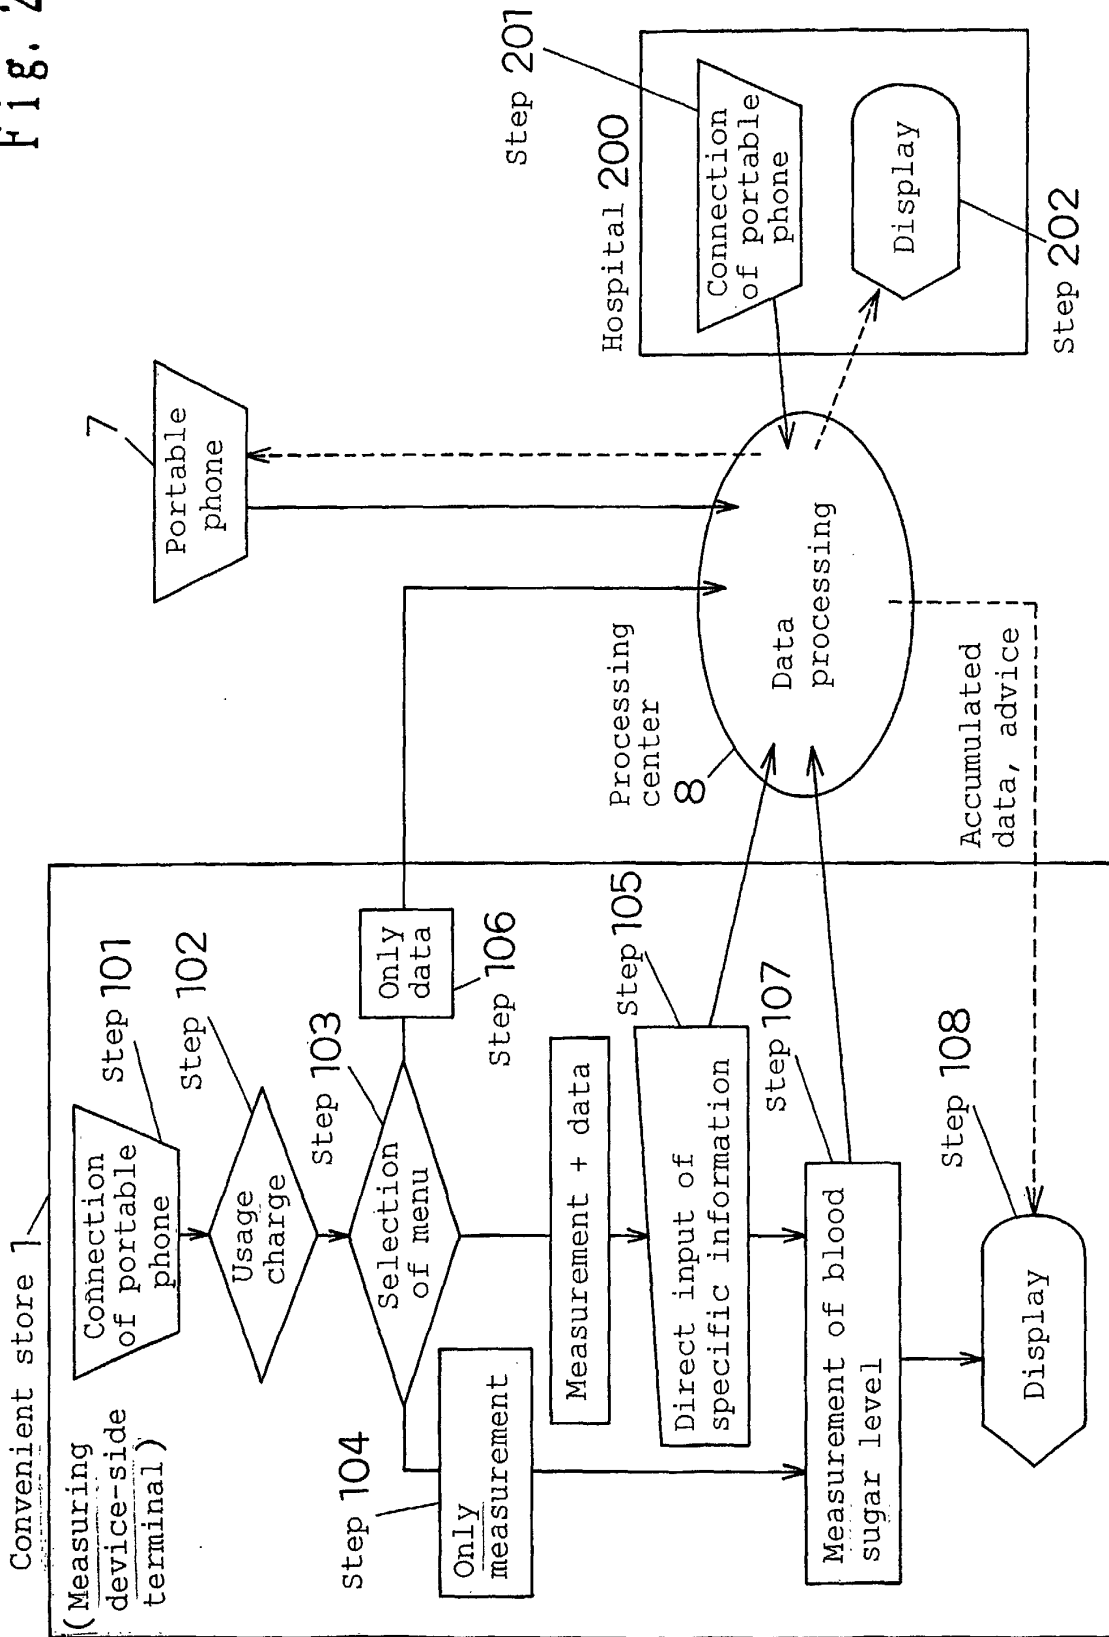 Fig. 2
Convenient store 1
(Measuring
device-side
terminal)
Connection
of portable
phone
Step 101
Usage
charge
Step 102
Selection
of menu
Step 103
Step 104
Only
measurement
Only
data
Step 106
Measurement + data
Direct input of
specific information
Step 105
Measurement of blood
sugar level
Step 107
Display
Step 108
Portable
phone
7
Processing
center
8
Data
processing
Accumulated
data, advice
Hospital 200
Connection
of portable
phone
Step 201
Display
Step 202